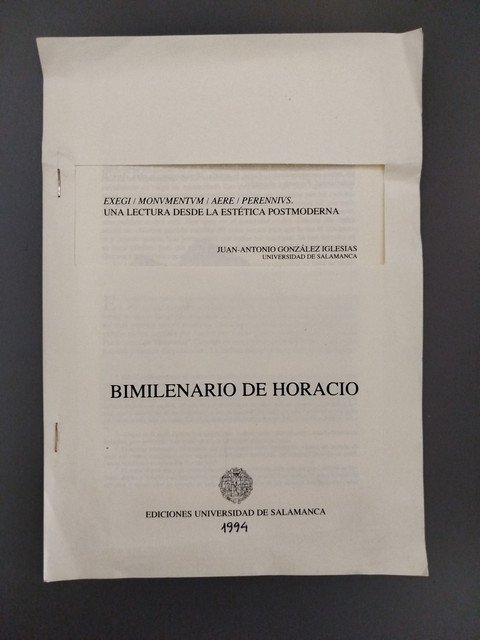 EXEGI / MONVMENTVM / AERE / PERENNIVS.
UNA LECTURA DESDE LA ESTÉTICA POSTMODERNA
JUAN-ANTONIO GONZÁLEZ IGLESIAS
UNIVERSIDAD DE SALAMANCA
BIMILENARIO DE HORACIO
EDICIONES UNIVERSIDAD DE SALAMANCA
1994